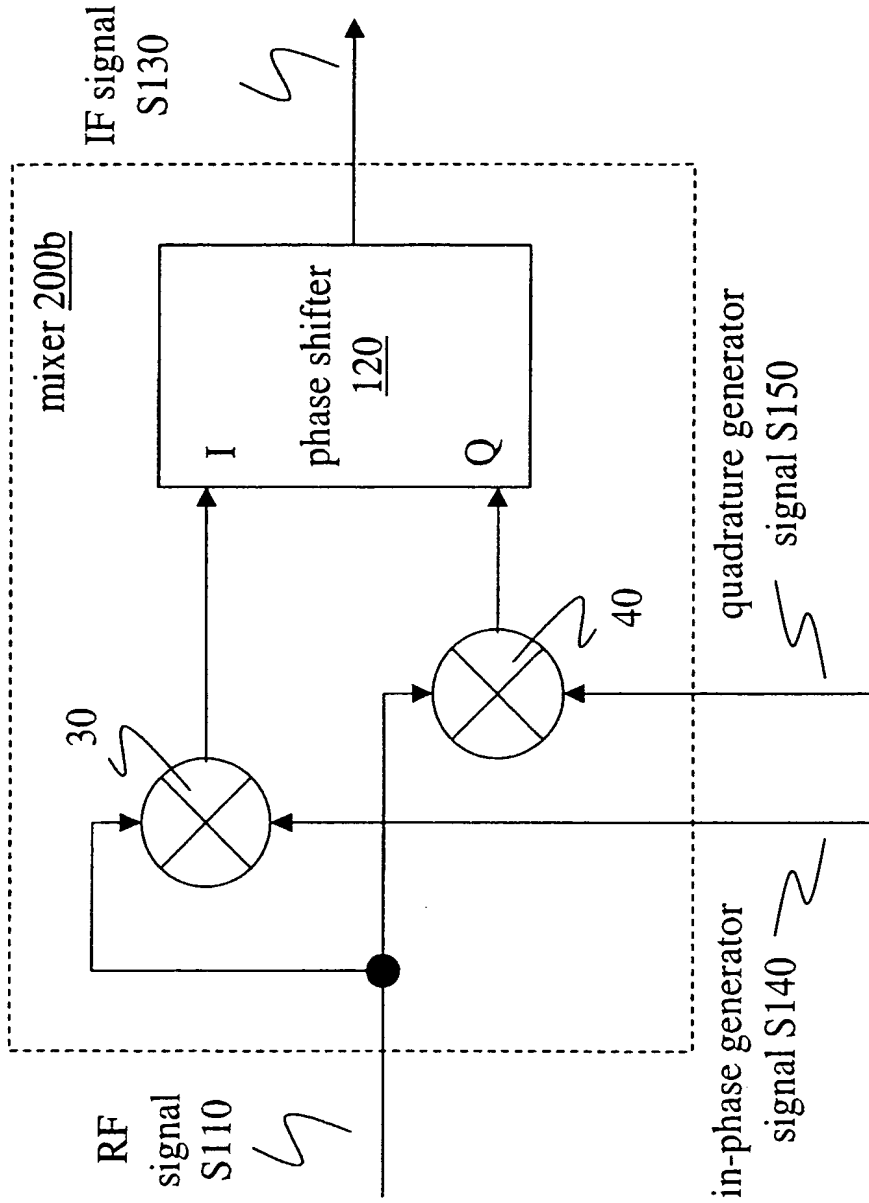 mixer 200b
RF
signal
S110
30
I
phase shifter
120
Q
40
IF signal
S130
in-phase generator
signal S140
quadrature generator
signal S150